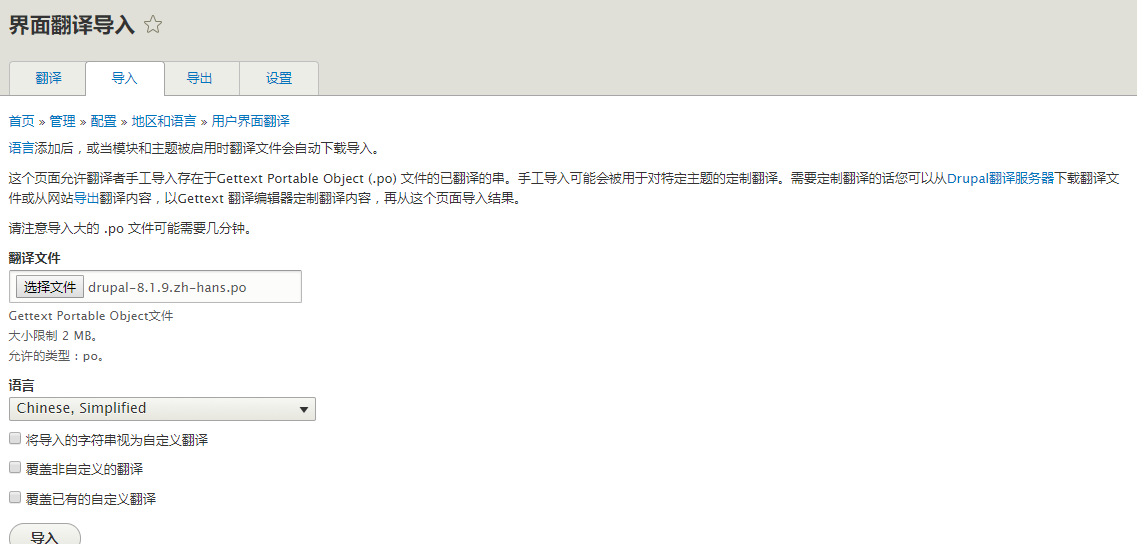 界面翻译导入
翻译
导入
导出
设置
首页 » 管理 » 配置 » 地区和语言 » 用户界面翻译
语言添加后，或当模块和主题被启用时翻译文件会自动下载导入。
这个页面允许翻译者手工导入存在于Gettext Portable Object (.po) 文件的已翻译的串。手工导入可能会被用于对特定主题的定制翻译。需要定制翻译的话您可以从Drupal翻译服务器下载翻译文
件或从网站导出翻译内容，以Gettext 翻译编辑器定制翻译内容，再从这个页面导入结果。
请注意导入大的 .po 文件可能需要几分钟。
翻译文件
选择文件 drupal-8.1.9.zh-hans.po
Gettext Portable Object文件
大小限制 2 MB。
允许的类型：po。
语言
Chinese, Simplified
将导入的字符串视为自定义翻译
覆盖非自定义的翻译
覆盖已有的自定义翻译
导入